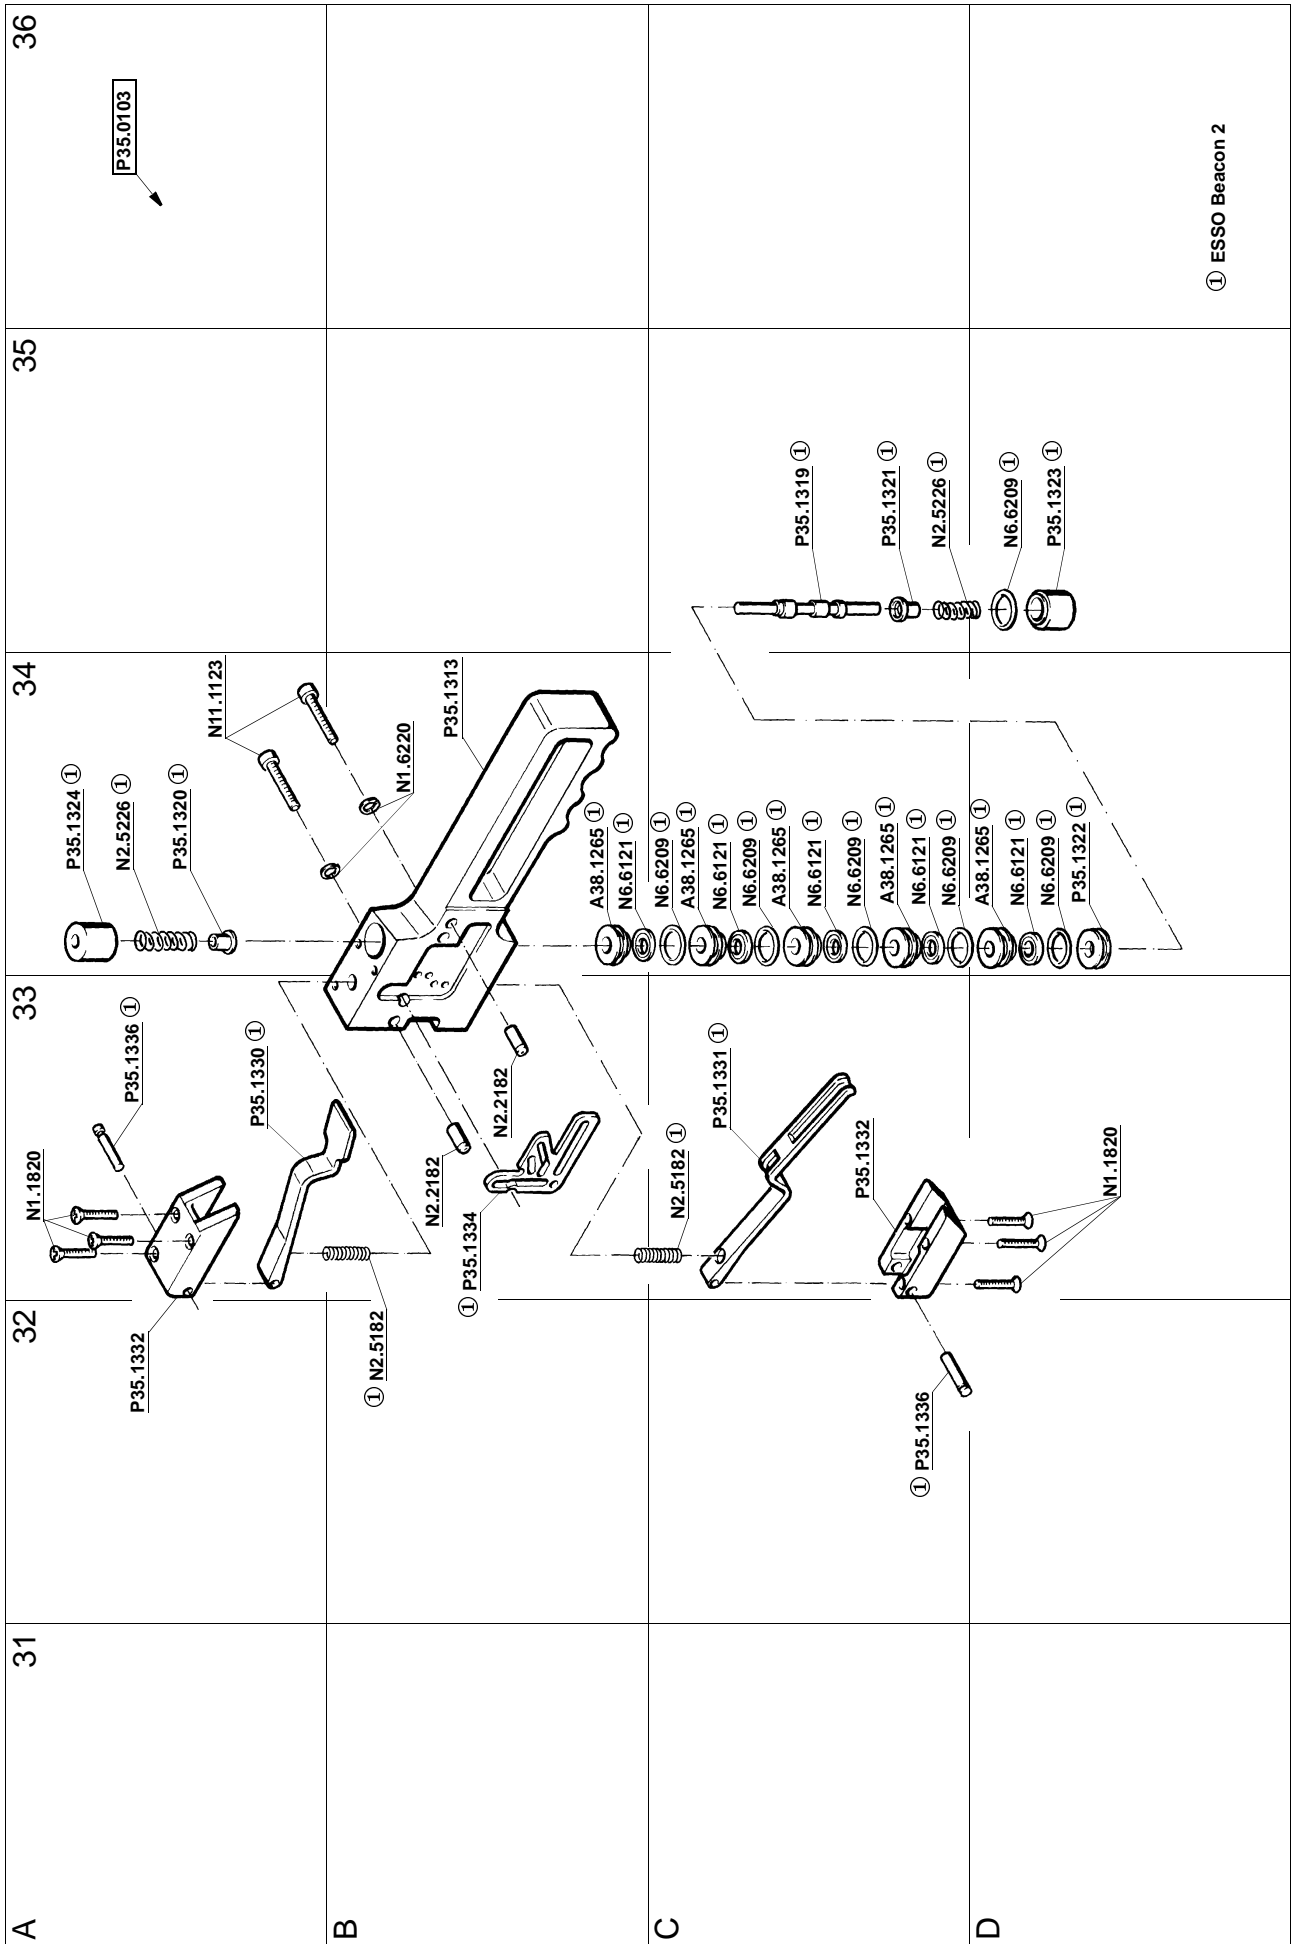 31
32
33
34
35
36
A
B
C
D
P35.0103
P35.1324 ①
N2.5226 ①
P35.1320 ①
N11.1123
N1.6220
P35.1313
N1.1820
P35.1336 ①
P35.1330 ①
P35.1332
① N2.5182
N2.2182
N2.2182
① P35.1334
A38.1265 ①
N6.6121 ①
N6.6209 ①
A38.1265 ①
N6.6121 ①
N6.6209 ①
A38.1265 ①
N6.6121 ①
N6.6209 ①
A38.1265 ①
N6.6121 ①
N6.6209 ①
A38.1265 ①
N6.6121 ①
N6.6209 ①
P35.1322 ①
P35.1319 ①
P35.1321 ①
N2.5226 ①
N6.6209 ①
P35.1323 ①
N2.5182 ①
P35.1331 ①
P35.1332
N1.1820
① P35.1336
① ESSO Beacon 2